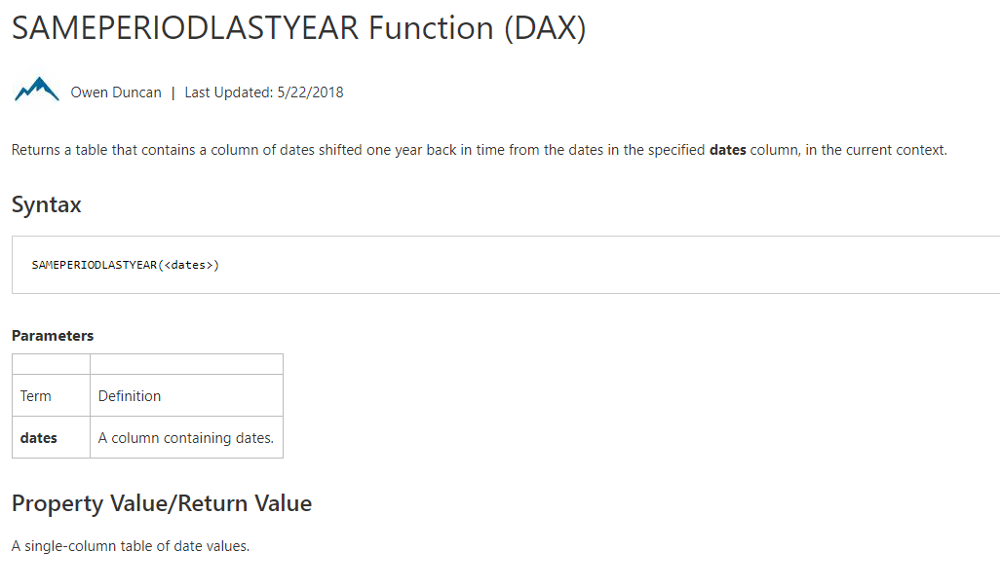 SAMEPERIODLASTYEAR Function (DAX)
Owen Duncan | Last Updated: 5/22/2018
Returns a table that contains a column of dates shifted one year back in time from the dates in the specified dates column, in the current context.
Syntax
SAMEPERIODLASTYEAR(<dates>)
Parameters
Term Definition
dates A column containing dates.
Property Value/Return Value
A single-column table of date values.